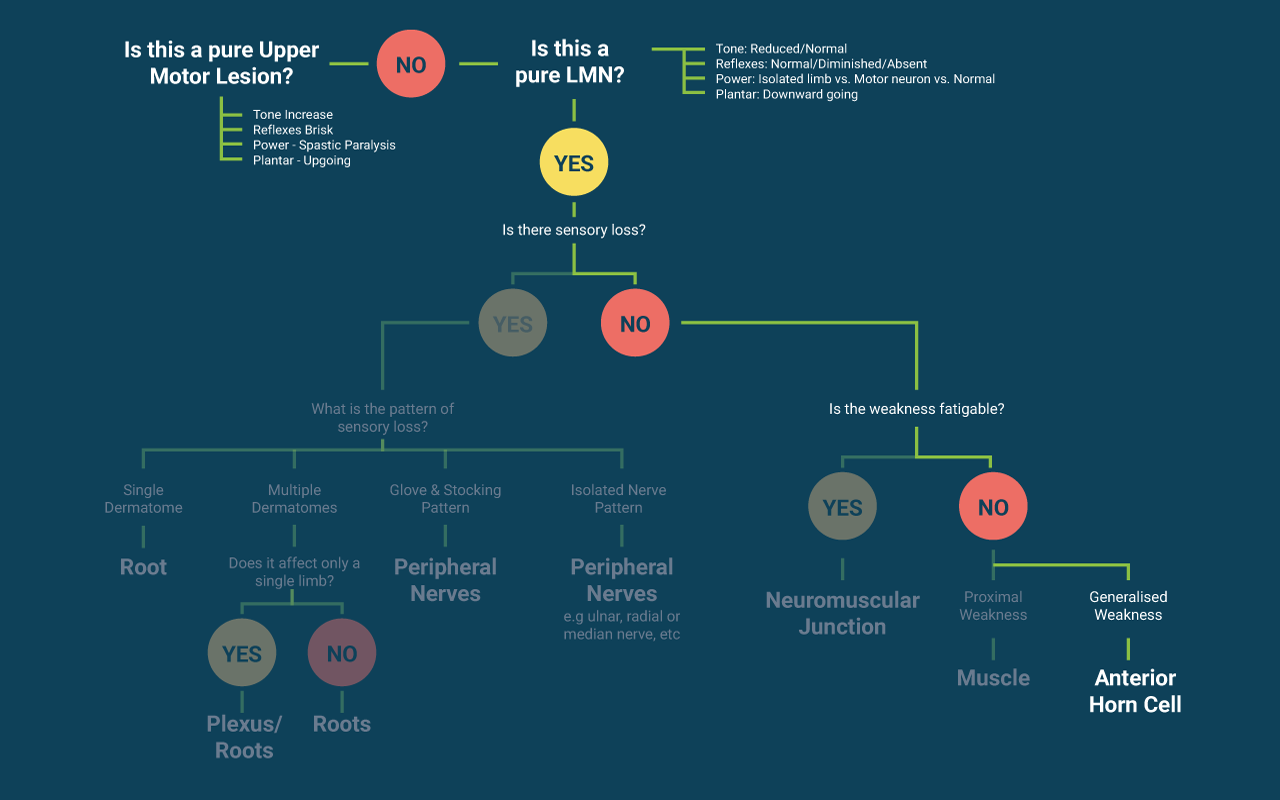 Is this a pure Upper
Motor Lesion?
NO
Is this a
pure LMN?
Tone: Reduced/Normal
Reflexes: Normal/Diminished/Absent
Power: Isolated limb vs. Motor neuron vs. Normal
Plantar: Downward going
Tone Increase
Reflexes Brisk
Power - Spastic Paralysis
Plantar - Upgoing
YES
Is there sensory loss?
YES
NO
What is the pattern of
sensory loss?
Is the weakness fatigable?
Single
Dermatome
Multiple
Dermatomes
Glove & Stocking
Pattern
Isolated Nerve
Pattern
YES
NO
Root
Does it affect only a
single limb?
Peripheral
Nerves
Peripheral
Nerves
e.g ulnar, radial or
median nerve, etc
Neuromuscular
Junction
Proximal
Weakness
Generalised
Weakness
YES
NO
Muscle
Anterior
Horn Cell
Plexus/
Roots
Roots